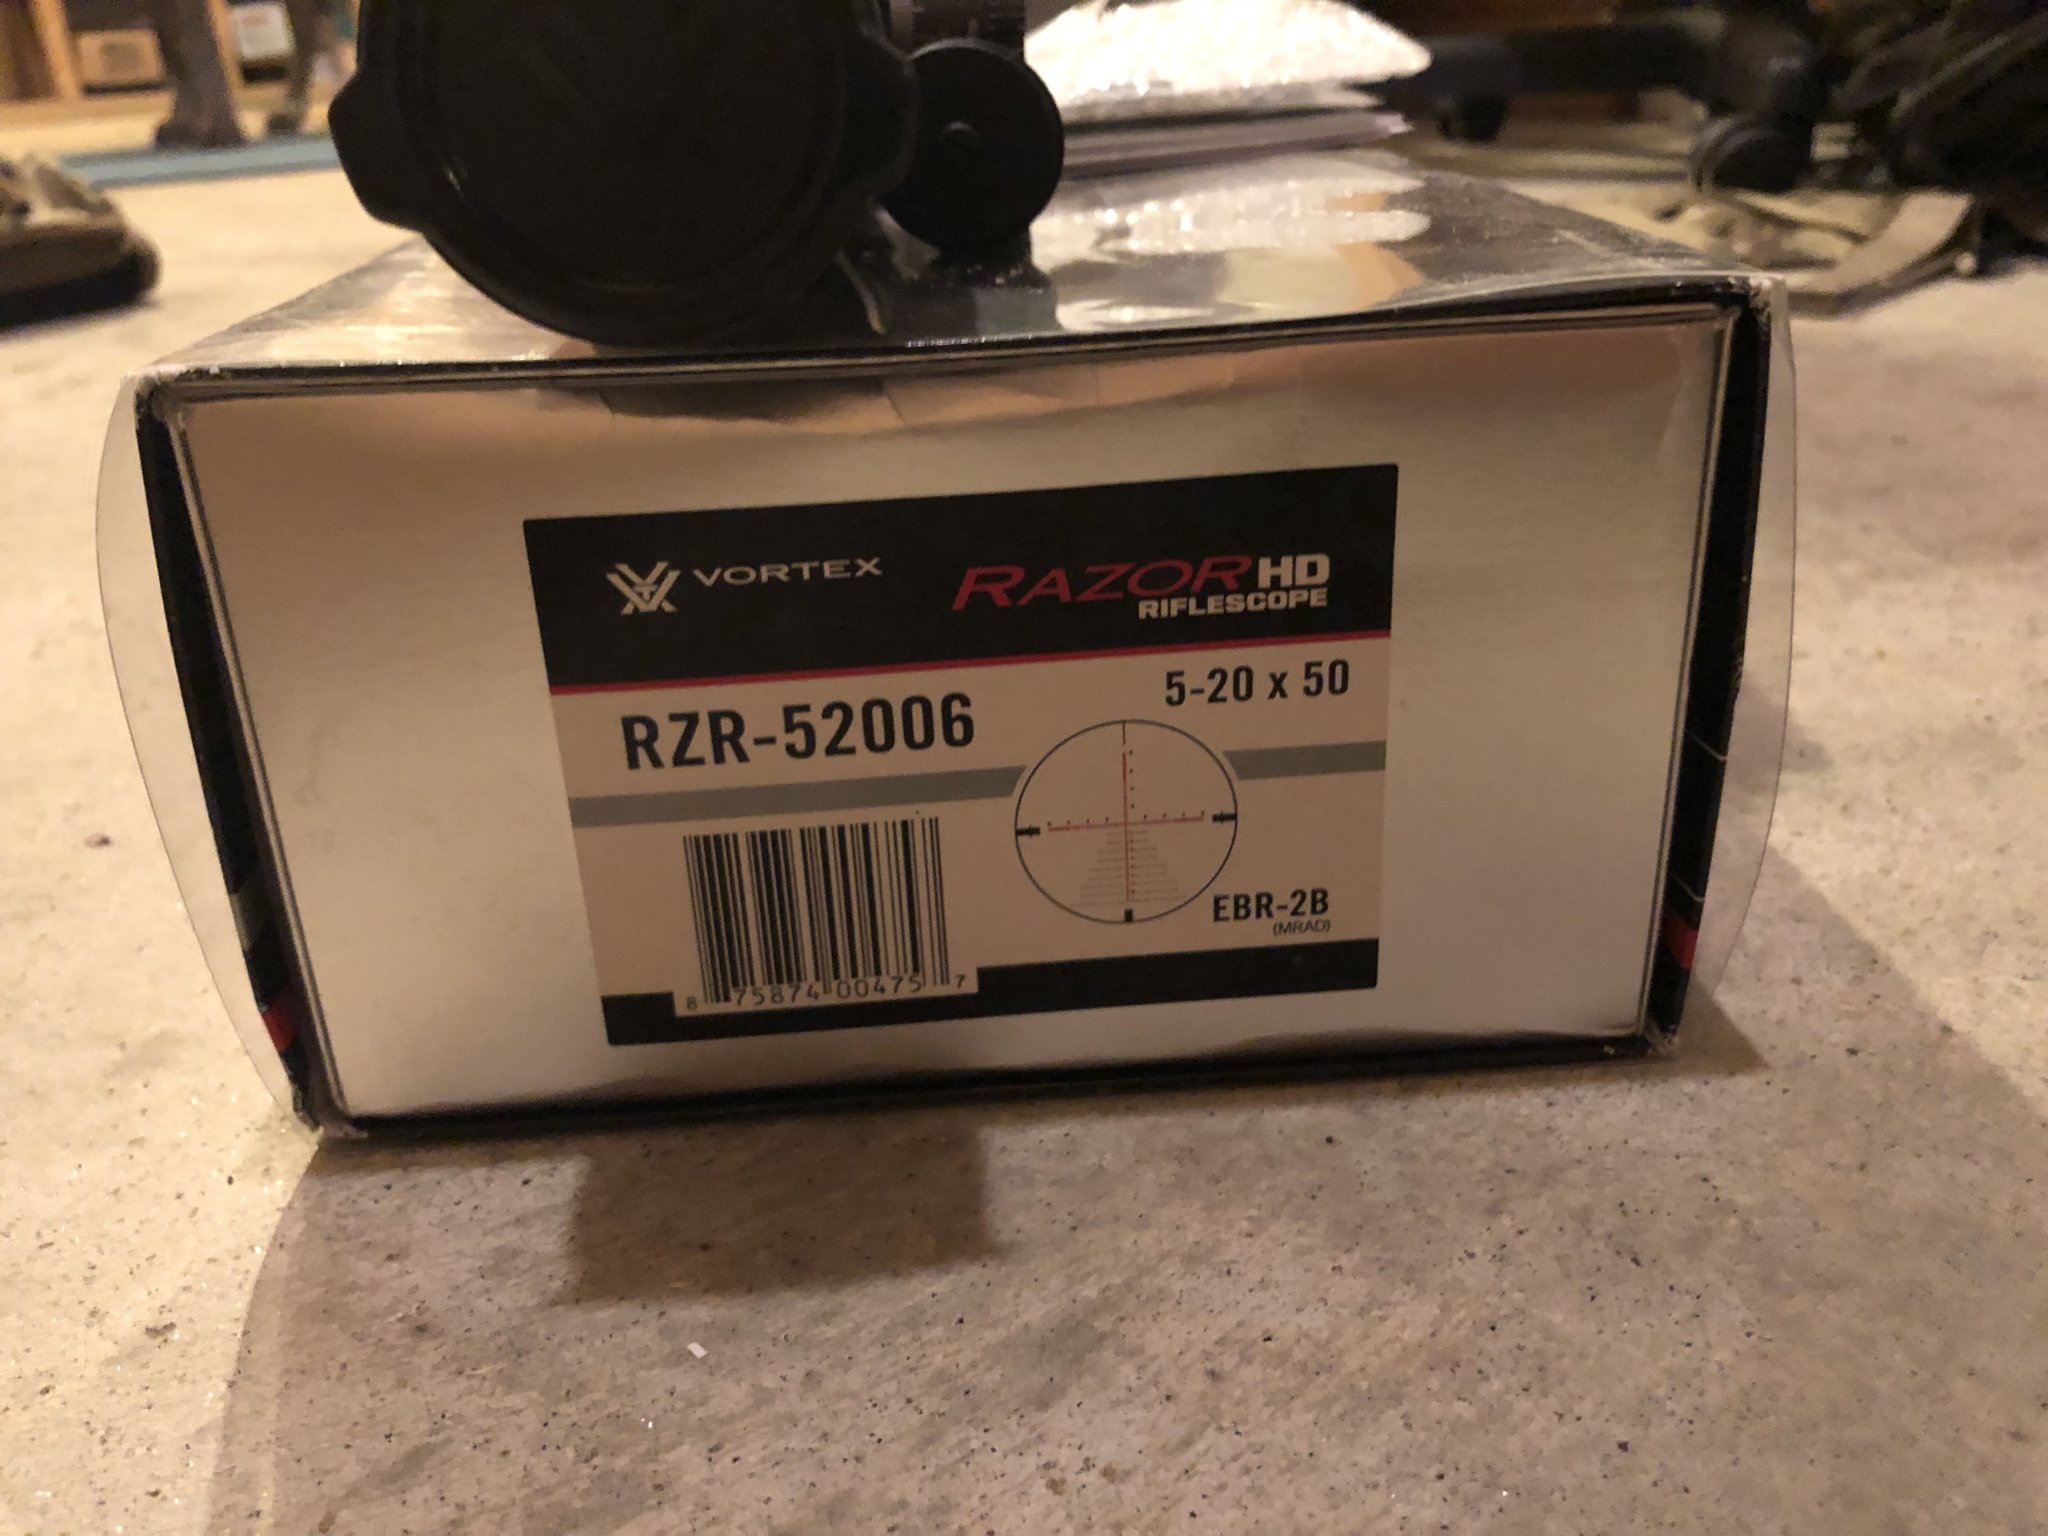 VORTEX
RAZOR HD
RIFLESCOPE
RZR-52006
5-20 x 50
EBR-2B
(MRAD)
8 75874 00475 7